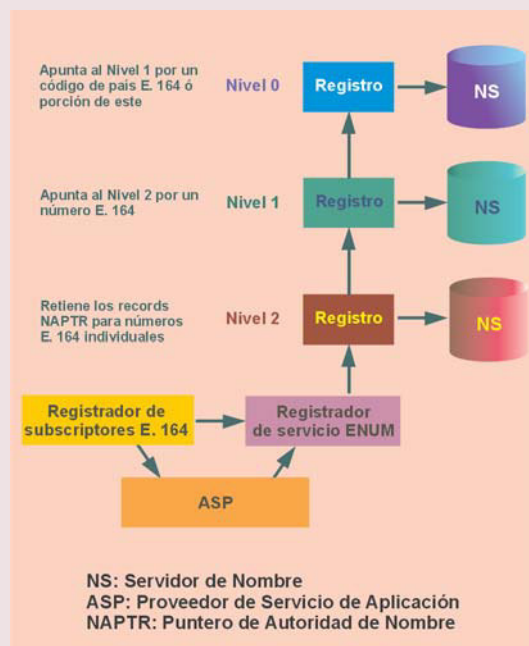 Apunta al Nivel 1 por un
código de país E. 164 ó
porción de este
Nivel 0
Registro
NS
Apunta al Nivel 2 por un
número E. 164
Nivel 1
Registro
NS
Retiene los records
NAPTR para números
E. 164 individuales
Nivel 2
Registro
NS
Registrador de
subscriptores E. 164
Registrador
de servicio ENUM
ASP
NS: Servidor de Nombre
ASP: Proveedor de Servicio de Aplicación
NAPTR: Puntero de Autoridad de Nombre